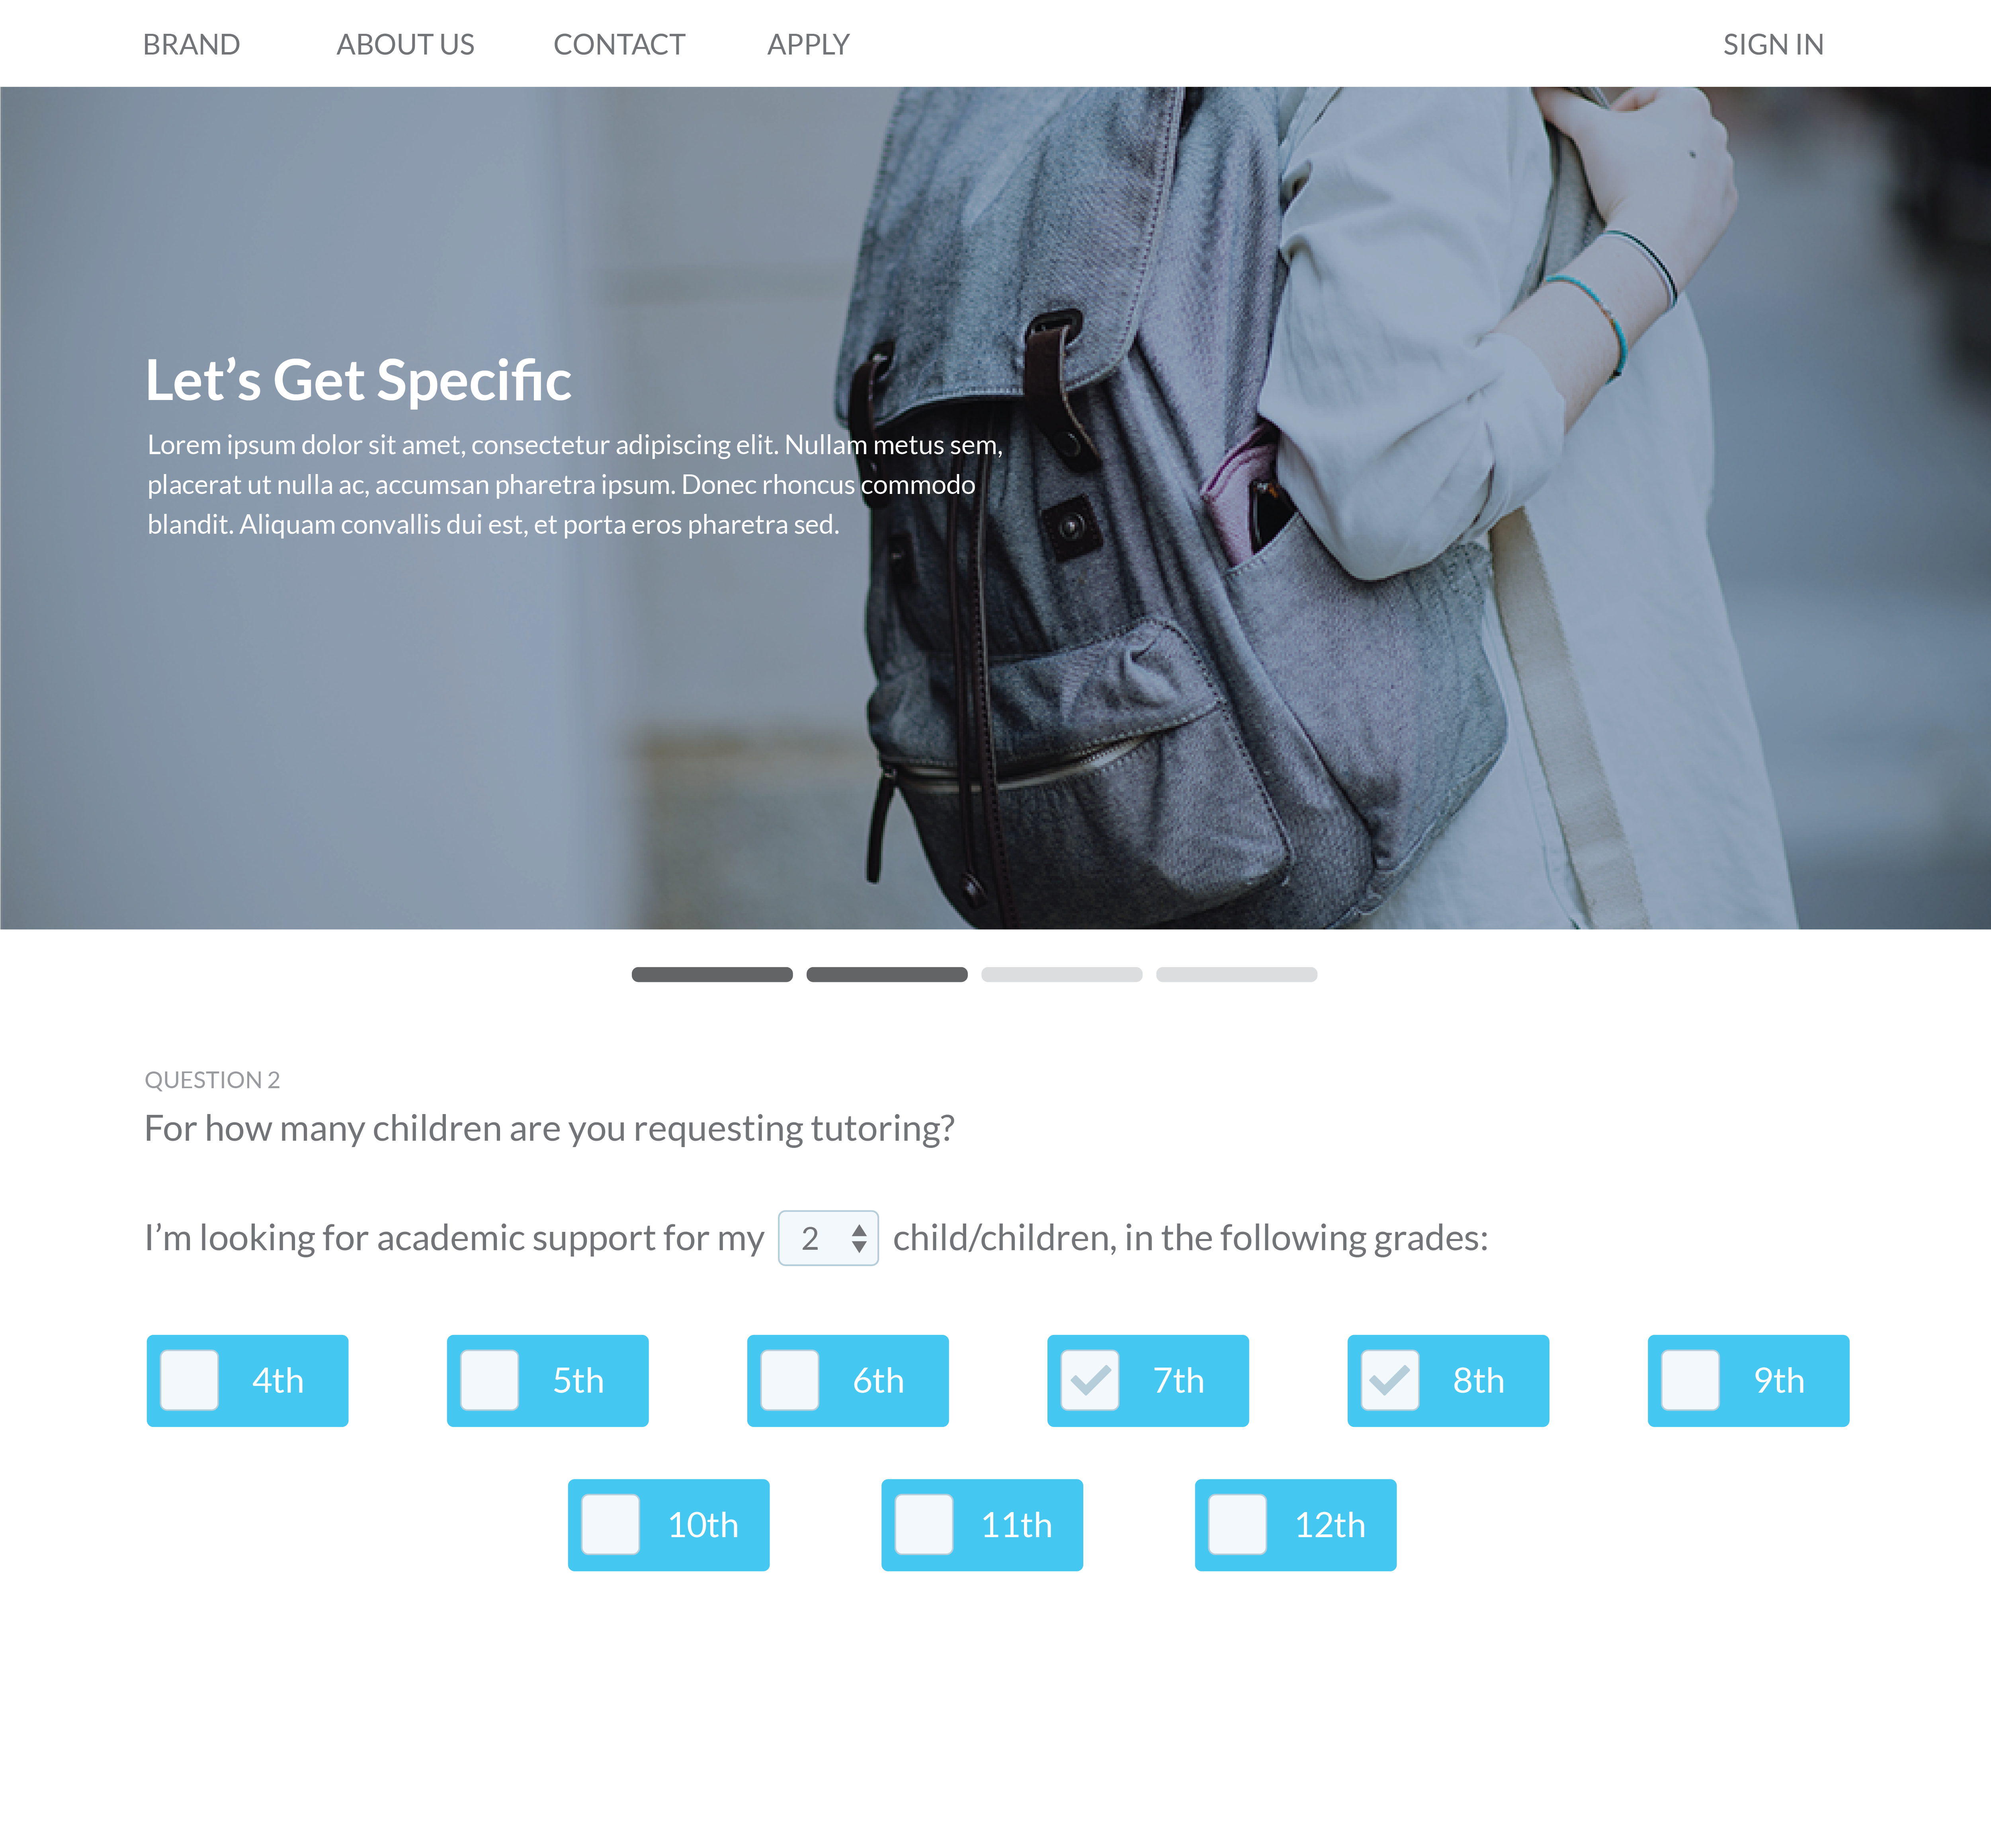 BRAND ABOUT US CONTACT APPLY SIGN IN
Let’s Get Specific
Lorem ipsum dolor sit amet, consectetur adipiscing elit. Nullam metus sem,
placerat ut nulla ac, accumsan pharetra ipsum. Donec rhoncus commodo
blandit. Aliquam convallis dui est, et porta eros pharetra sed.
QUESTION 2
For how many children are you requesting tutoring?
I’m looking for academic support for my 2 child/children, in the following grades:
4th 5th 6th 7th 8th 9th
10th 11th 12th